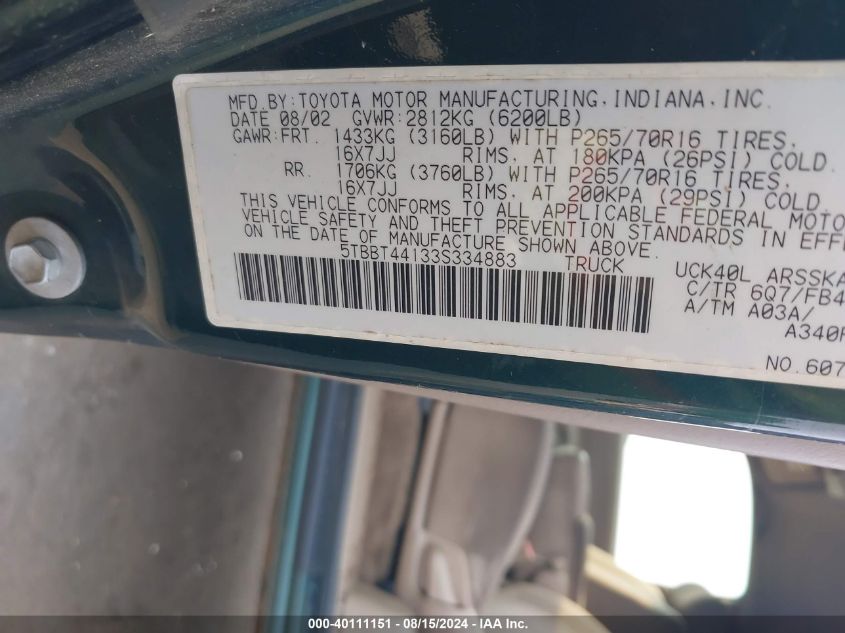 MFD.BY:TOYOTA MOTOR MANUFACTURING,INDIANA,INC.
DATE 08/02 GVWR:2812KG (6200LB)
GAWR:FRT. 1433KG (3160LB) WITH P265/70R16 TIRES,
16X7JJ RIMS, AT 180KPA (26PSI) COLD.
RR. 1706KG (3760LB) WITH P265/70R16 TIRES,
16X7JJ RIMS, AT 200KPA (29PSI) COLD.
THIS VEHICLE CONFORMS TO ALL APPLICABLE FEDERAL MOTO
VEHICLE SAFETY AND THEFT PREVENTION STANDARDS IN EFFE
ON THE DATE OF MANUFACTURE SHOWN ABOVE.
5TBBT44133S334883 TRUCK
UCK40L ARSSKA
C/TR 6Q7/FB4
A/TM A03A/
A340F
NO.607
000-40111151 - 08/15/2024 - IAA Inc.